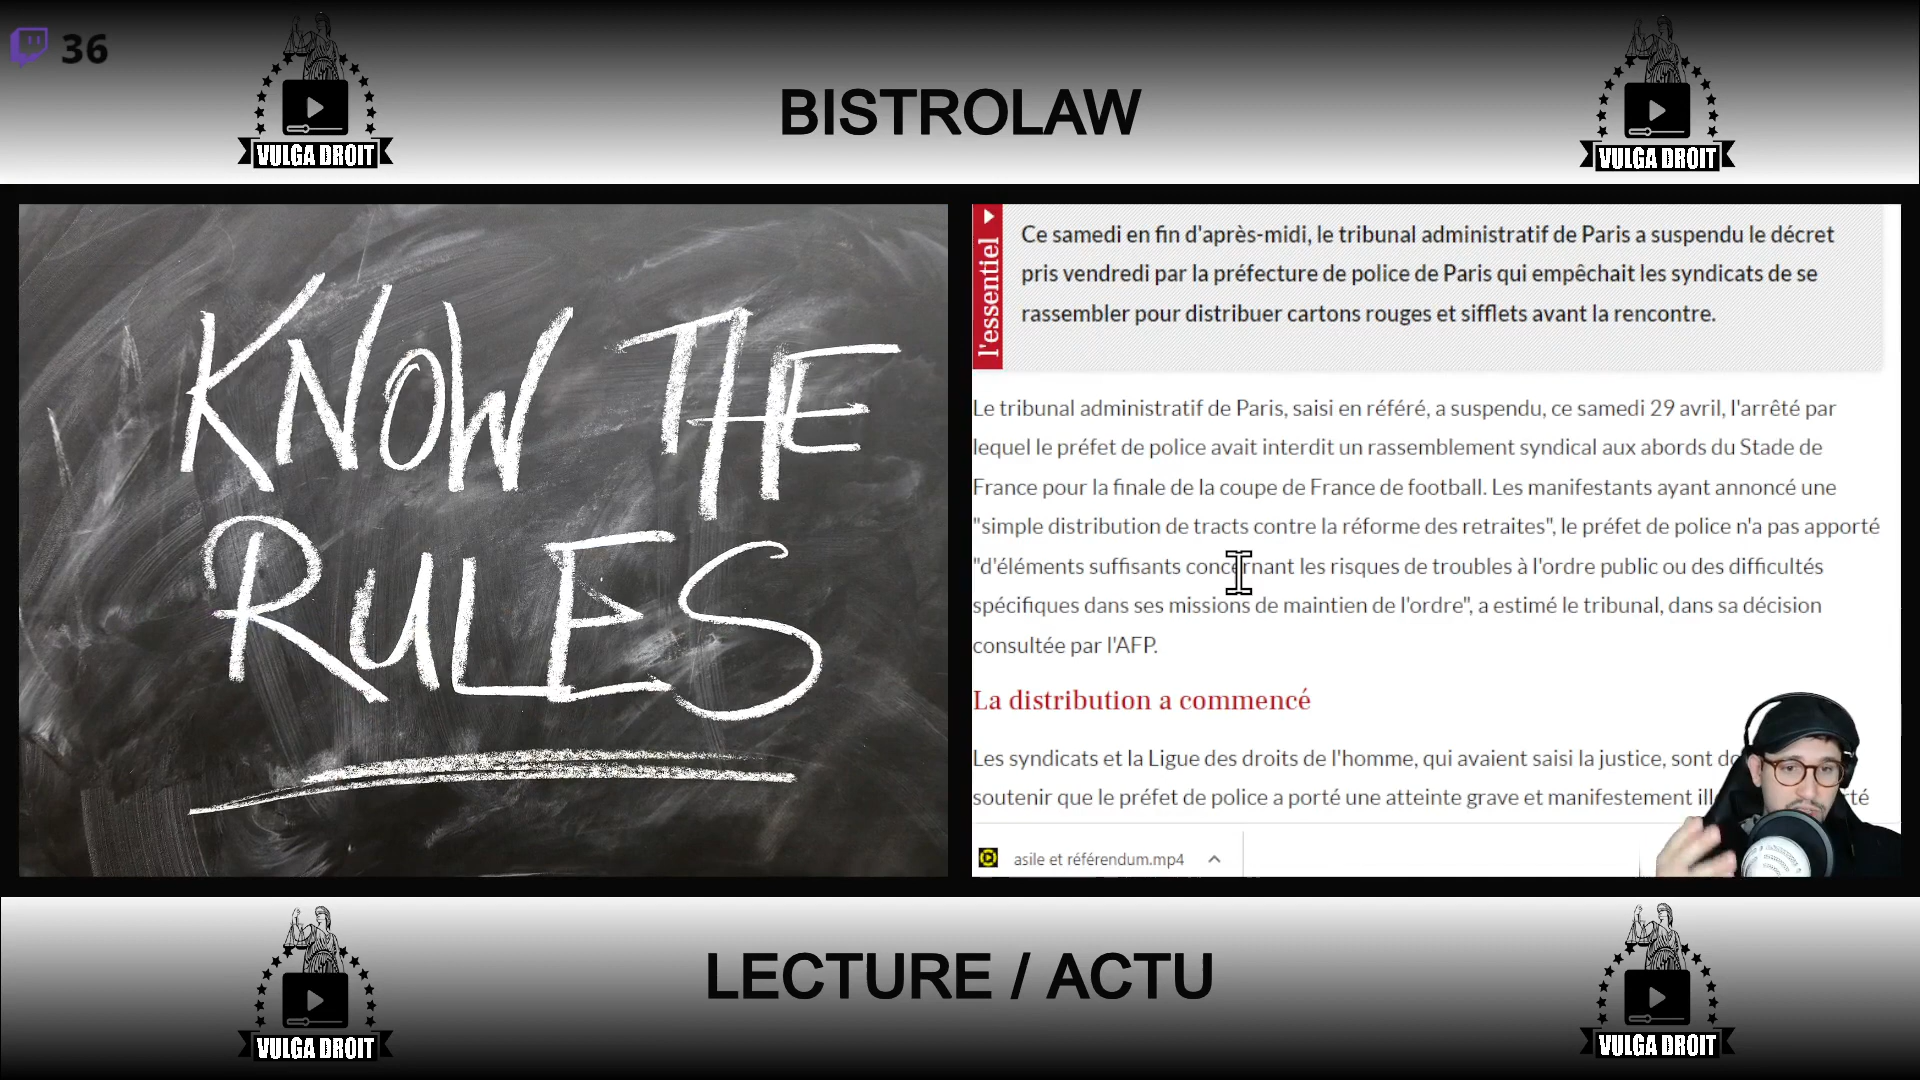 36
VULGA DROIT
BISTROLAW
VULGA DROIT
KNOW THE
RULES
l'essentiel
Ce samedi en fin d'après-midi, le tribunal administratif de Paris a suspendu le décret
pris vendredi par la préfecture de police de Paris qui empêchait les syndicats de se
rassembler pour distribuer cartons rouges et sifflets avant la rencontre.
Le tribunal administratif de Paris, saisi en référé, a suspendu, ce samedi 29 avril, l'arrêté par
lequel le préfet de police avait interdit un rassemblement syndical aux abords du Stade de
France pour la finale de la coupe de France de football. Les manifestants ayant annoncé une
"simple distribution de tracts contre la réforme des retraites", le préfet de police n'a pas apporté
"d'éléments suffisants concernant les risques de troubles à l'ordre public ou des difficultés
spécifiques dans ses missions de maintien de l'ordre", a estimé le tribunal, dans sa décision
consultée par l'AFP.
La distribution a commencé
Les syndicats et la Ligue des droits de l'homme, qui avaient saisi la justice, sont
soutenir que le préfet de police a porté une atteinte grave et manifestement
asile et référendum.mp4
VULGA DROIT
LECTURE / ACTU
VULGA DROIT